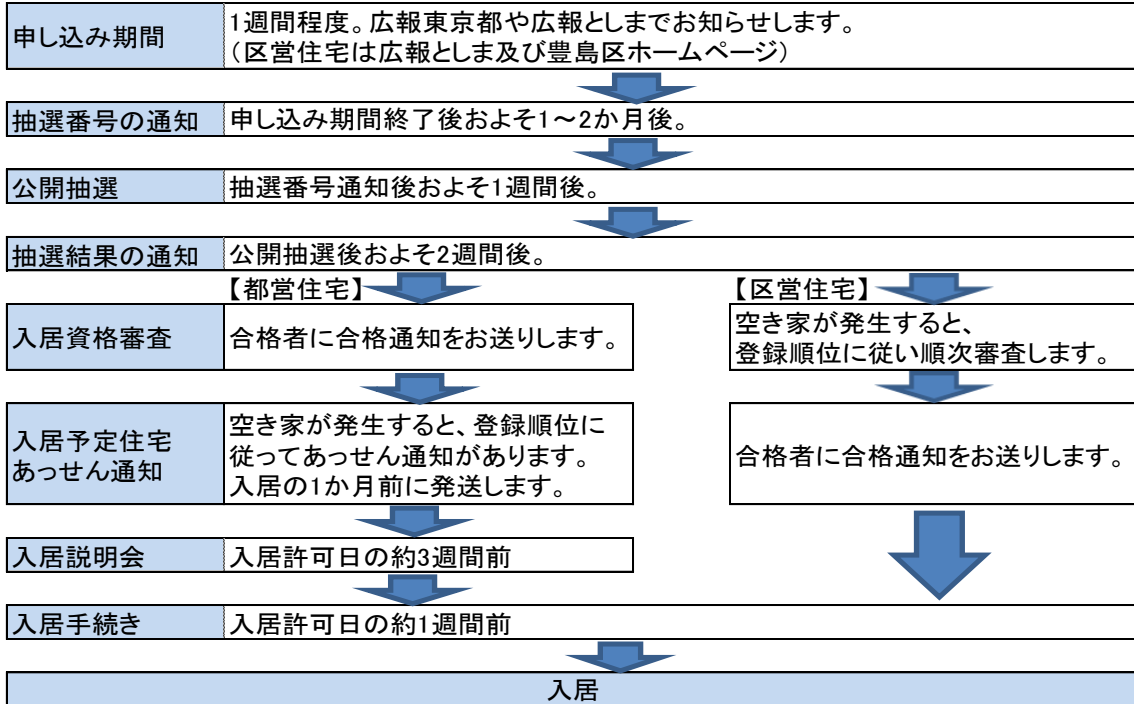 申し込み期間
1週間程度。広報東京都や広報としまでお知らせします。
（区営住宅は広報としま及び豊島区ホームページ）
抽選番号の通知
申し込み期間終了後およそ1～2か月後。
公開抽選
抽選番号通知後およそ1週間後。
抽選結果の通知
公開抽選後およそ2週間後。
【都営住宅】
【区営住宅】
入居資格審査
合格者に合格通知をお送りします。
空き家が発生すると、
登録順位に従い順次審査します。
入居予定住宅
あっせん通知
空き家が発生すると、登録順位に
従ってあっせん通知があります。
入居の1か月前に発送します。
合格者に合格通知をお送りします。
入居説明会
入居許可日の約3週間前
入居手続き
入居許可日の約1週間前
入居